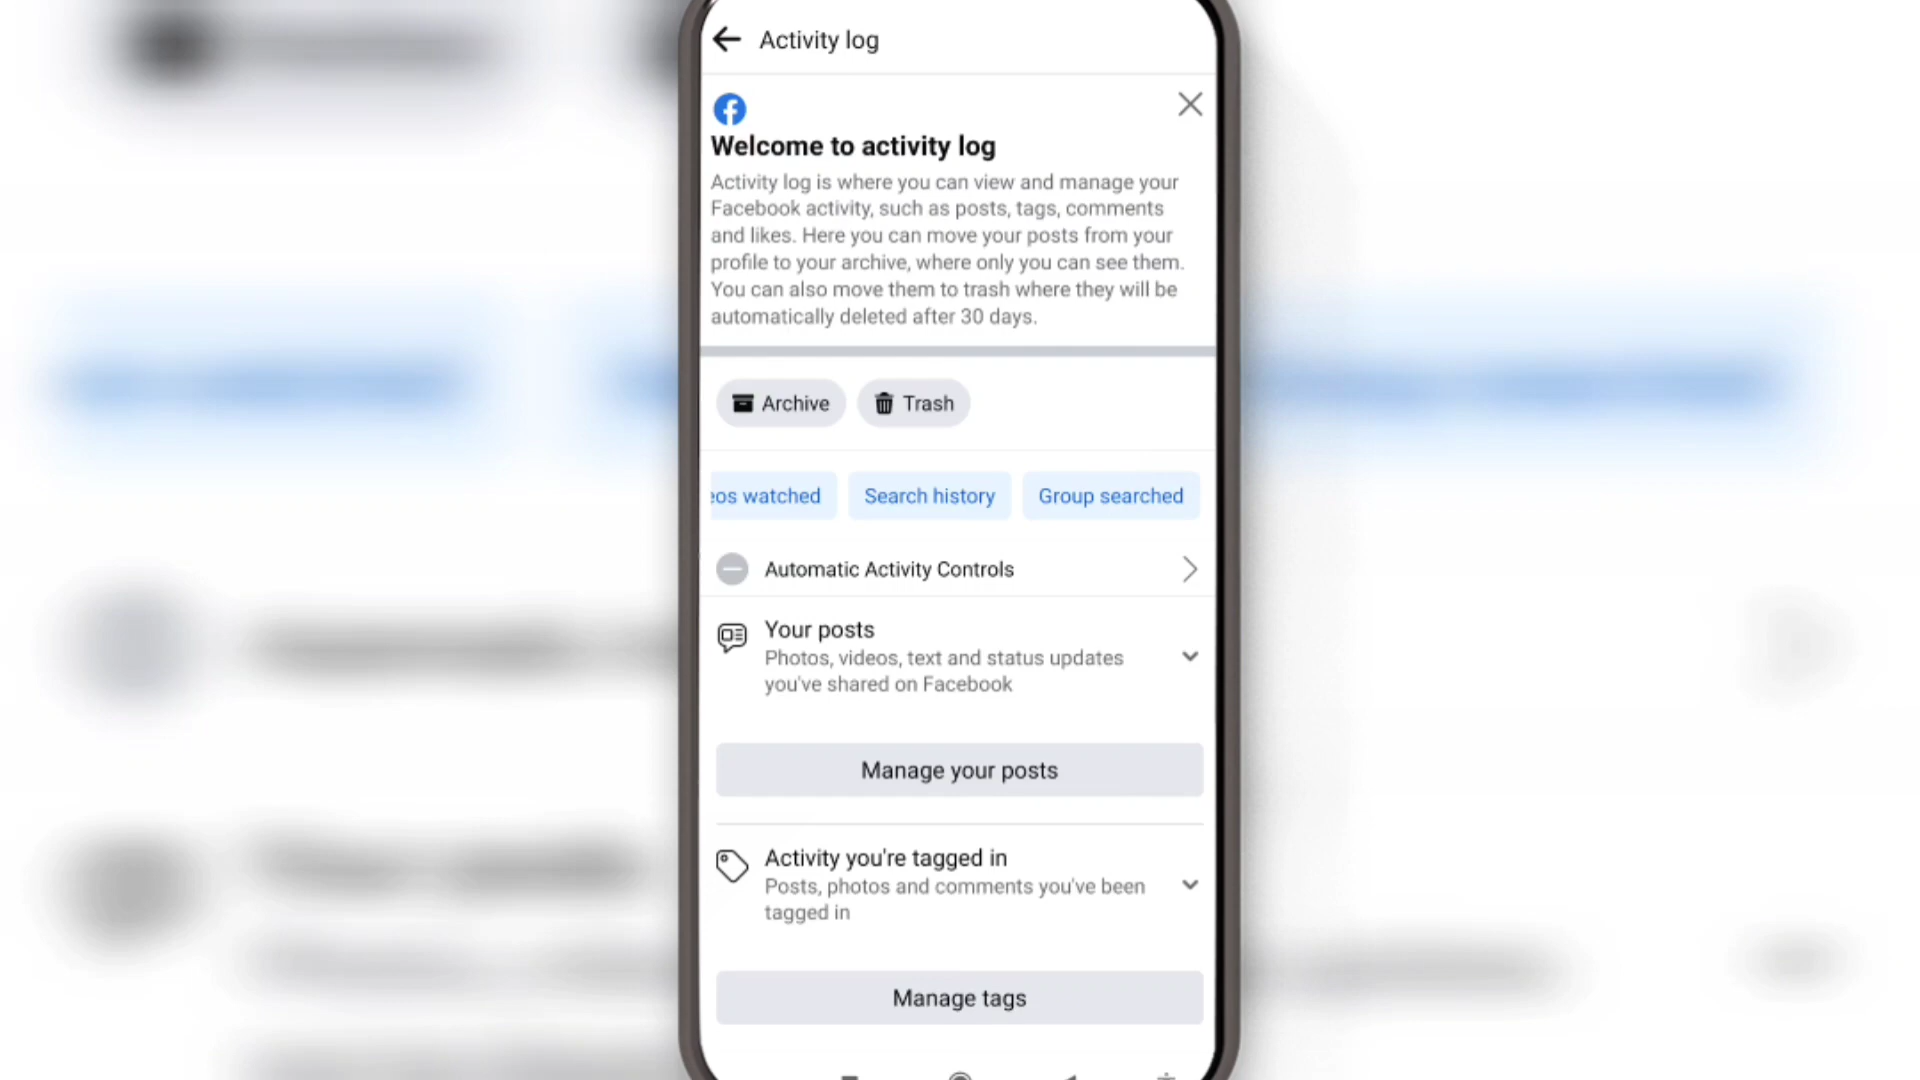 Activity log
Welcome to activity log
Activity log is where you can view and manage your
Facebook activity, such as posts, tags, comments
and likes. Here you can move your posts from your
profile to your archive, where only you can see them.
You can also move them to trash where they will be
automatically deleted after 30 days.
Archive Trash
eos watched Search history Group searched
Automatic Activity Controls
Your posts
Photos, videos, text and status updates
you've shared on Facebook
Manage your posts
Activity you're tagged in
Posts, photos and comments you've been
tagged in
Manage tags